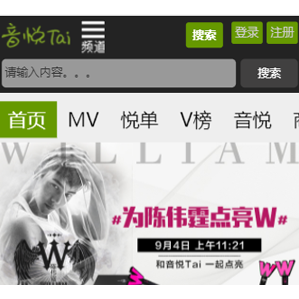 音悦Tai
频道
搜索
登录 注册
请输入内容。。。
搜索
首页 MV 悦单 V榜 音悦 商
WILLIAM
W
#为陈伟霆点亮W#
9月4日 上午11:21
和音悦Tai 一起点亮
WW